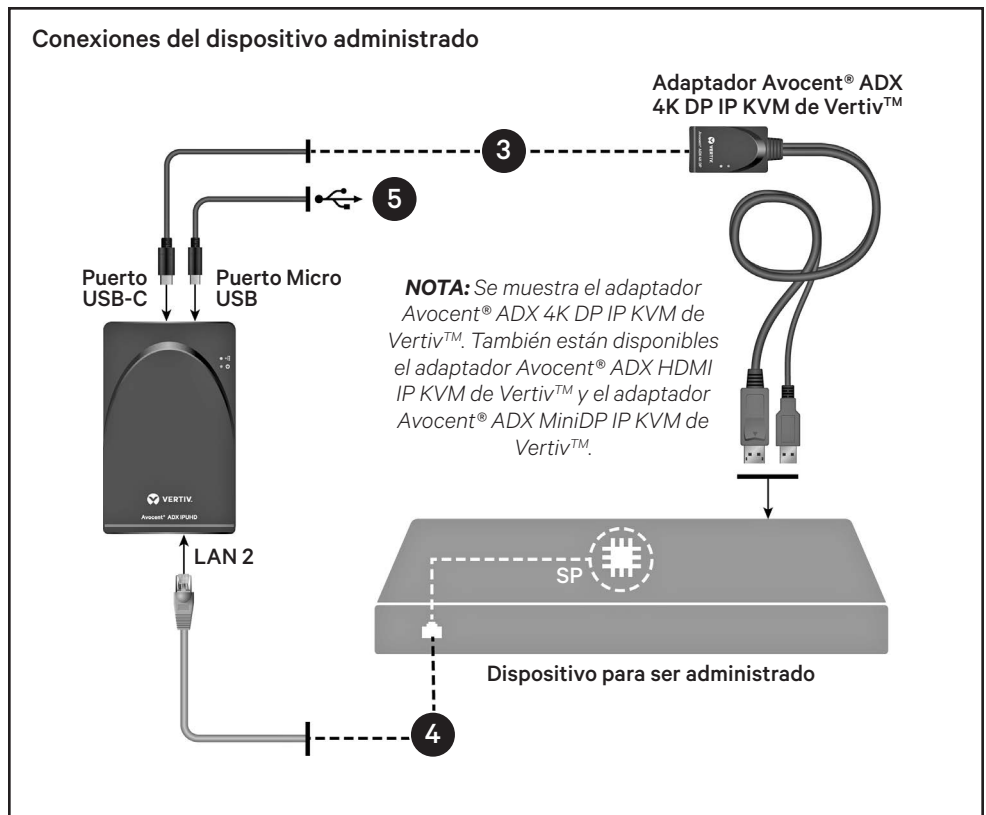 Conexiones del dispositivo administrado
Adaptador Avocent® ADX
4K DP IP KVM de Vertiv™
3
5
Puerto
USB-C
Puerto Micro
USB
NOTA: Se muestra el adaptador
Avocent® ADX 4K DP IP KVM de
Vertiv™. También están disponibles
el adaptador Avocent® ADX HDMI
IP KVM de Vertiv™ y el adaptador
Avocent® ADX MiniDP IP KVM de
Vertiv™.
VERTIV.
Avocent® ADX IPUHD
LAN 2
SP
Dispositivo para ser administrado
4